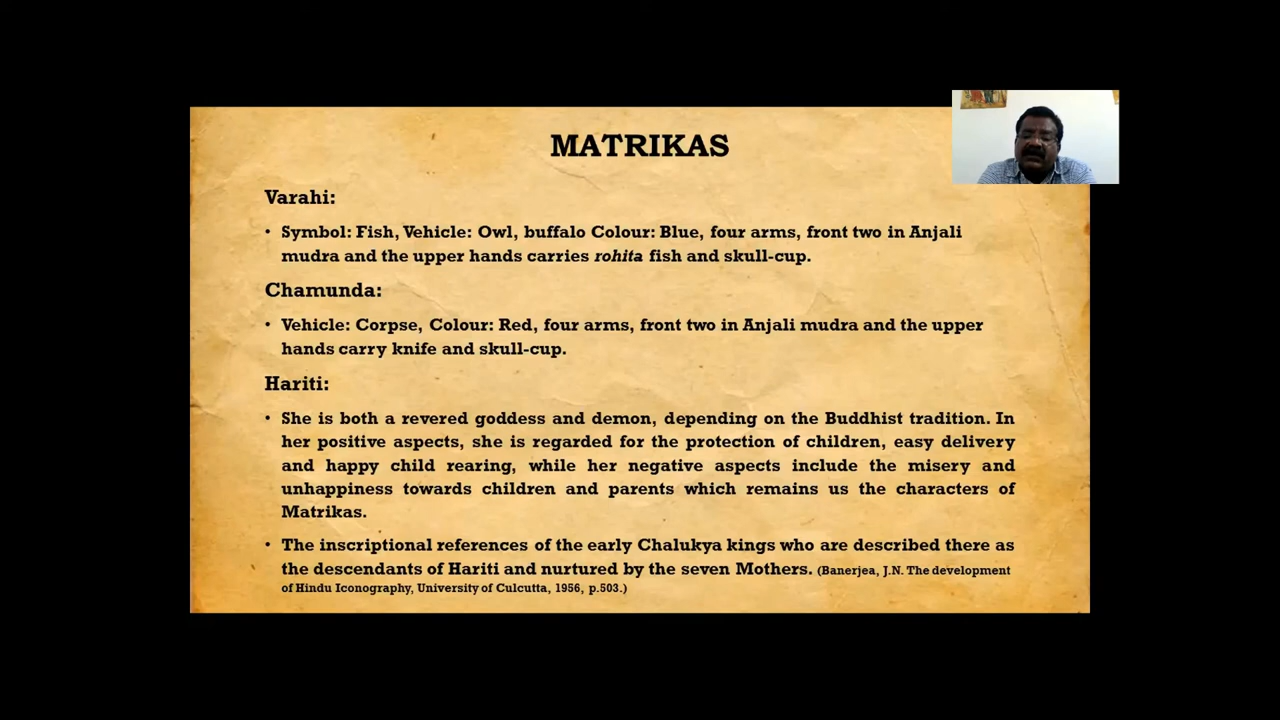 MATRIKAS
Varahi:
• Symbol: Fish, Vehicle: Owl, buffalo Colour: Blue, four arms, front two in Anjali
mudra and the upper hands carries rohita fish and skull-cup.
Chamunda:
• Vehicle: Corpse, Colour: Red, four arms, front two in Anjali mudra and the upper
hands carry knife and skull-cup.
Hariti:
• She is both a revered goddess and demon, depending on the Buddhist tradition. In
her positive aspects, she is regarded for the protection of children, easy delivery
and happy child rearing, while her negative aspects include the misery and
unhappiness towards children and parents which remains us the characters of
Matrikas.
• The inscriptional references of the early Chalukya kings who are described there as
the descendants of Hariti and nurtured by the seven Mothers. (Banerjea, J.N. The development
of Hindu Iconography, University of Culcutta, 1956, p.503.)